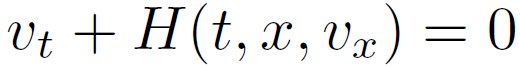 v_t + H(t, x, v_x) = 0